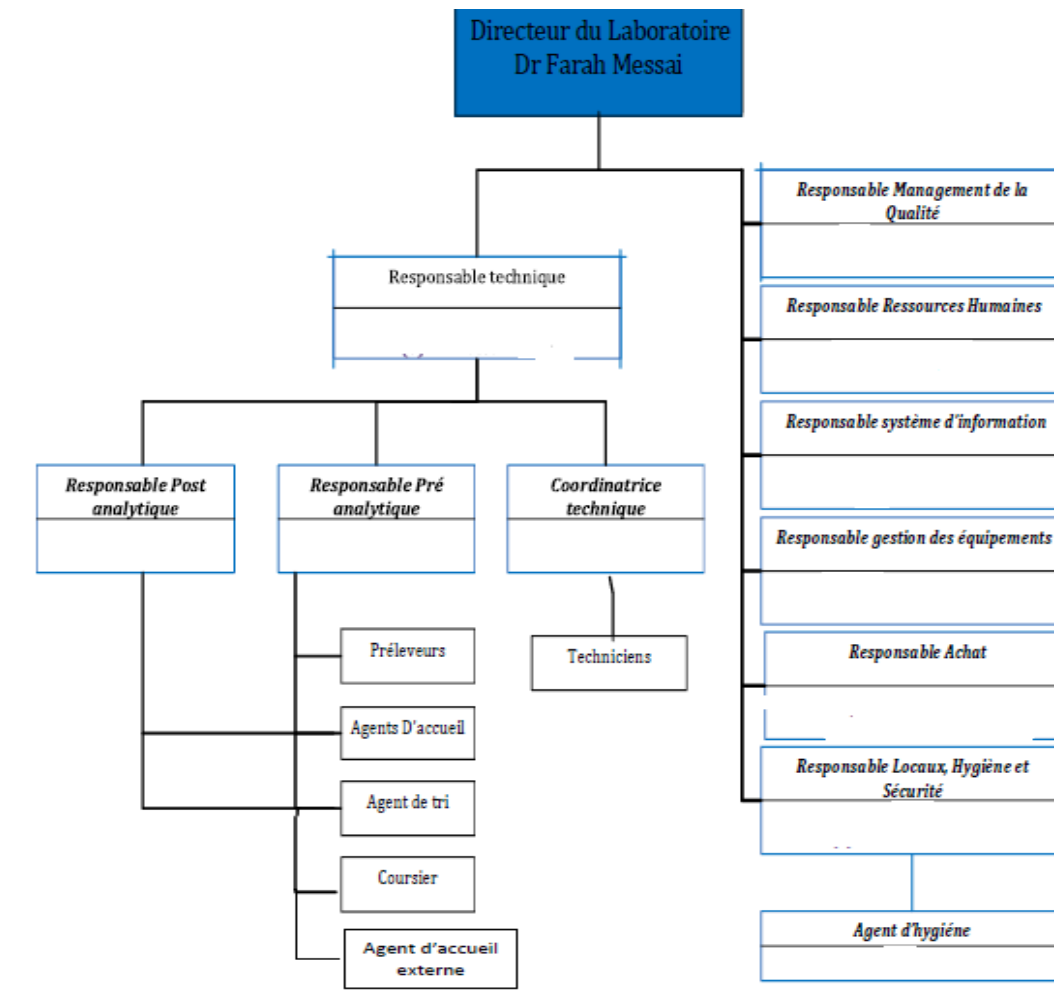 Directeur du Laboratoire
Dr Farah Messai
Responsable Management de la
Qualité
Responsable technique
Responsable Ressources Humaines
Responsable système d'information
Responsable Post
analytique
Responsable Pré
analytique
Coordinatrice
technique
Responsable gestion des équipements
Préleveurs
Techniciens
Responsable Achat
Agents D'accueil
Responsable Locaux, Hygiène et
Sécurité
Agent de tri
Coursier
Agent d'hygiéne
Agent d'accueil
externe